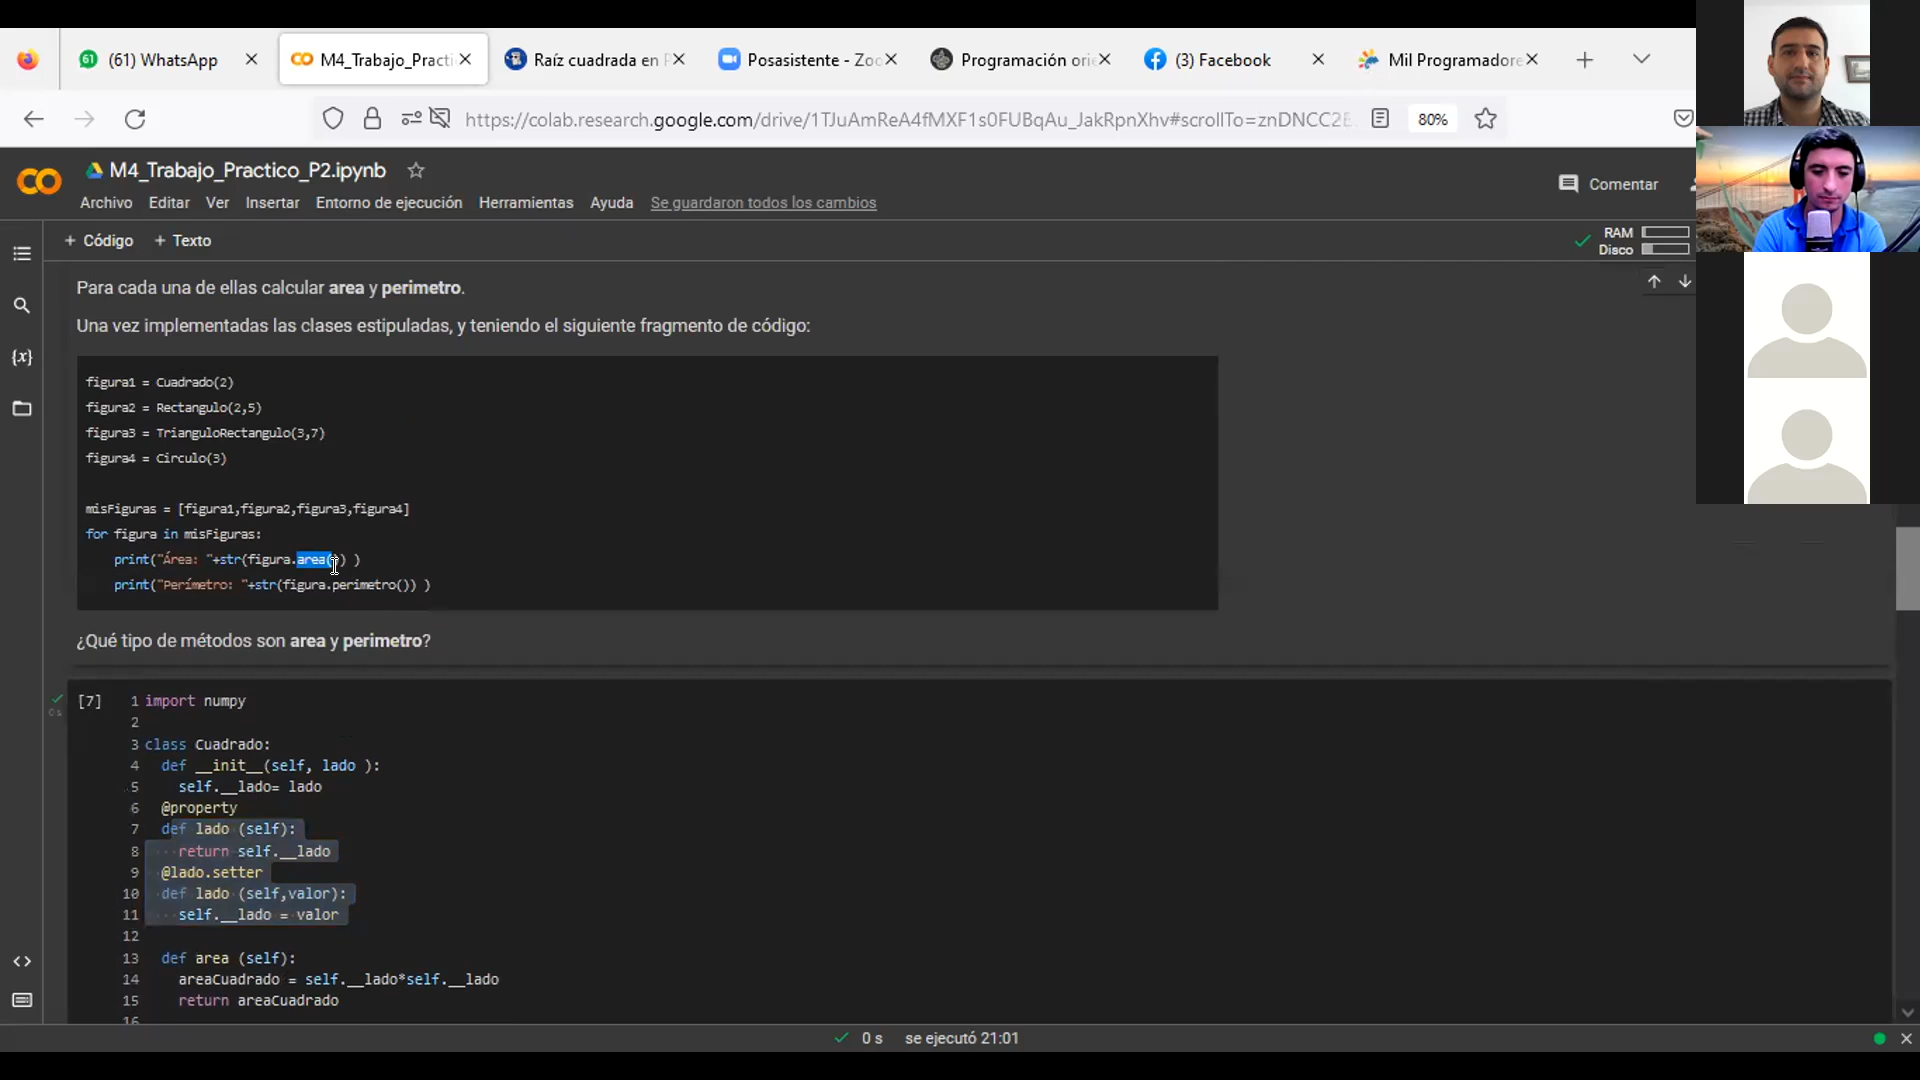 (61) WhatsApp
M4_Trabajo_Practi
Raíz cuadrada en P
Posasistente - Zoo
Programación orie
(3) Facebook
Mil Programadore
https://colab.research.google.com/drive/1TJuAmReA4fMXF1s0FUBqAu_JakRpnXhv#scrollTo=znDNCC2
80%
M4_Trabajo_Practico_P2.ipynb
Archivo Editar Ver Insertar Entorno de ejecución Herramientas Ayuda Se guardaron todos los cambios
Comentar
+ Código + Texto
RAM
Disco
Para cada una de ellas calcular area y perimetro.
Una vez implementadas las clases estipuladas, y teniendo el siguiente fragmento de código:
figura1 = Cuadrado(2)
figura2 = Rectangulo(2,5)
figura3 = TrianguloRectangulo(3,7)
figura4 = Circulo(3)
misFiguras = [figura1,figura2,figura3,figura4]
for figura in misFiguras:
print("Área: "+str(figura.area()) )
print("Perímetro: "+str(figura.perimetro()) )
¿Qué tipo de métodos son area y perimetro?
[7]
0s
1 import numpy
2
3 class Cuadrado:
4 def __init__(self, lado ):
5 self.__lado= lado
6 @property
7 def lado (self):
8 return self.__lado
9 @lado.setter
10 def lado (self,valor):
11 self.__lado = valor
12
13 def area (self):
14 areaCuadrado = self.__lado*self.__lado
15 return areaCuadrado
16
0 s se ejecutó 21:01